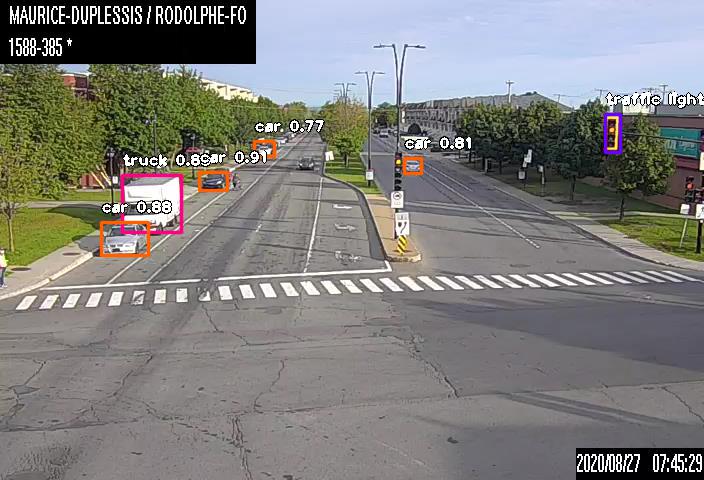 MAURICE-DUPLESSIS / RODOLPHE-FO
1588-385 *
car 0.77
traffic light
car 0.81
truck 0.8
car 0.91
car 0.88
2020/08/27 07:45:29